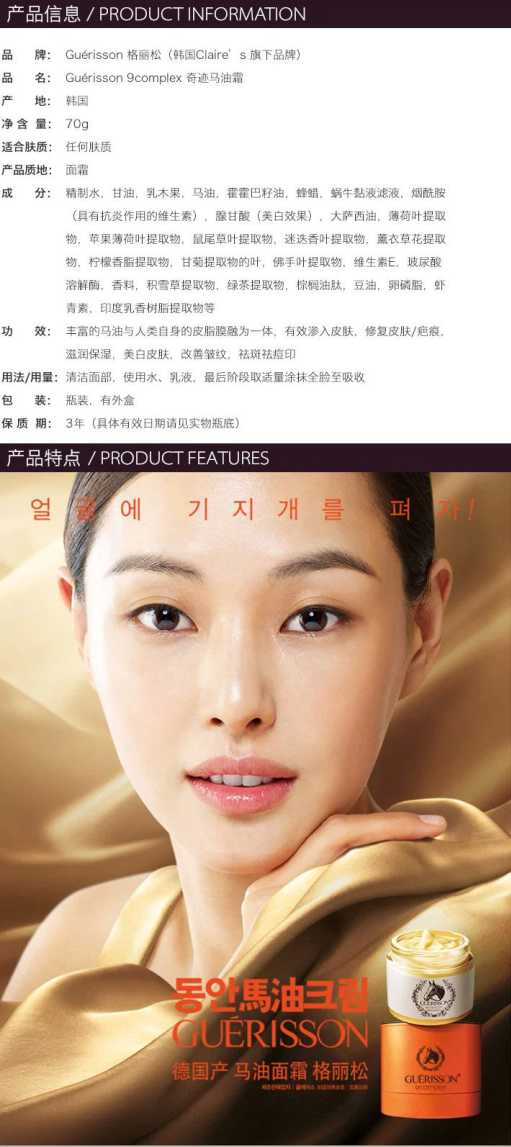 产品信息 / PRODUCT INFORMATION
品 牌： Guérisson 格丽松（韩国Claire’s 旗下品牌）
品 名： Guérisson 9complex 奇迹马油霜
产 地： 韩国
净 含 量： 70g
适合肤质： 任何肤质
产品质地： 面霜
成 分： 精制水，甘油，乳木果，马油，霍霍巴籽油，蜂蜡，蜗牛黏液滤液，烟酰胺
（具有抗炎作用的维生素），腺甘酸（美白效果），大萨西油，薄荷叶提取
物，苹果薄荷叶提取物，鼠尾草叶提取物，迷迭香叶提取物，薰衣草花提取
物，柠檬香脂提取物，甘菊提取物的叶，佛手叶提取物，维生素E，玻尿酸
溶解酶，香料，积雪草提取物，绿茶提取物，棕榈油肽，豆油，卵磷脂，虾
青素，印度乳香树脂提取物等
功 效： 丰富的马油与人类自身的皮脂膜融为一体，有效渗入皮肤，修复皮肤/疤痕，
滋润保湿，美白皮肤，改善皱纹，祛斑祛痘印
用法/用量： 清洁面部，使用水、乳液，最后阶段取适量涂抹全脸至吸收
包 装： 瓶装，有外盒
保 质 期： 3年（具体有效日期请见实物瓶底）
产品特点 / PRODUCT FEATURES
얼굴에 기지개를 펴자!
동안馬油크림
GUÉRISSON
德国产 马油面霜 格丽松
GUERISSON
GUÉRISSON
9COMPLEX